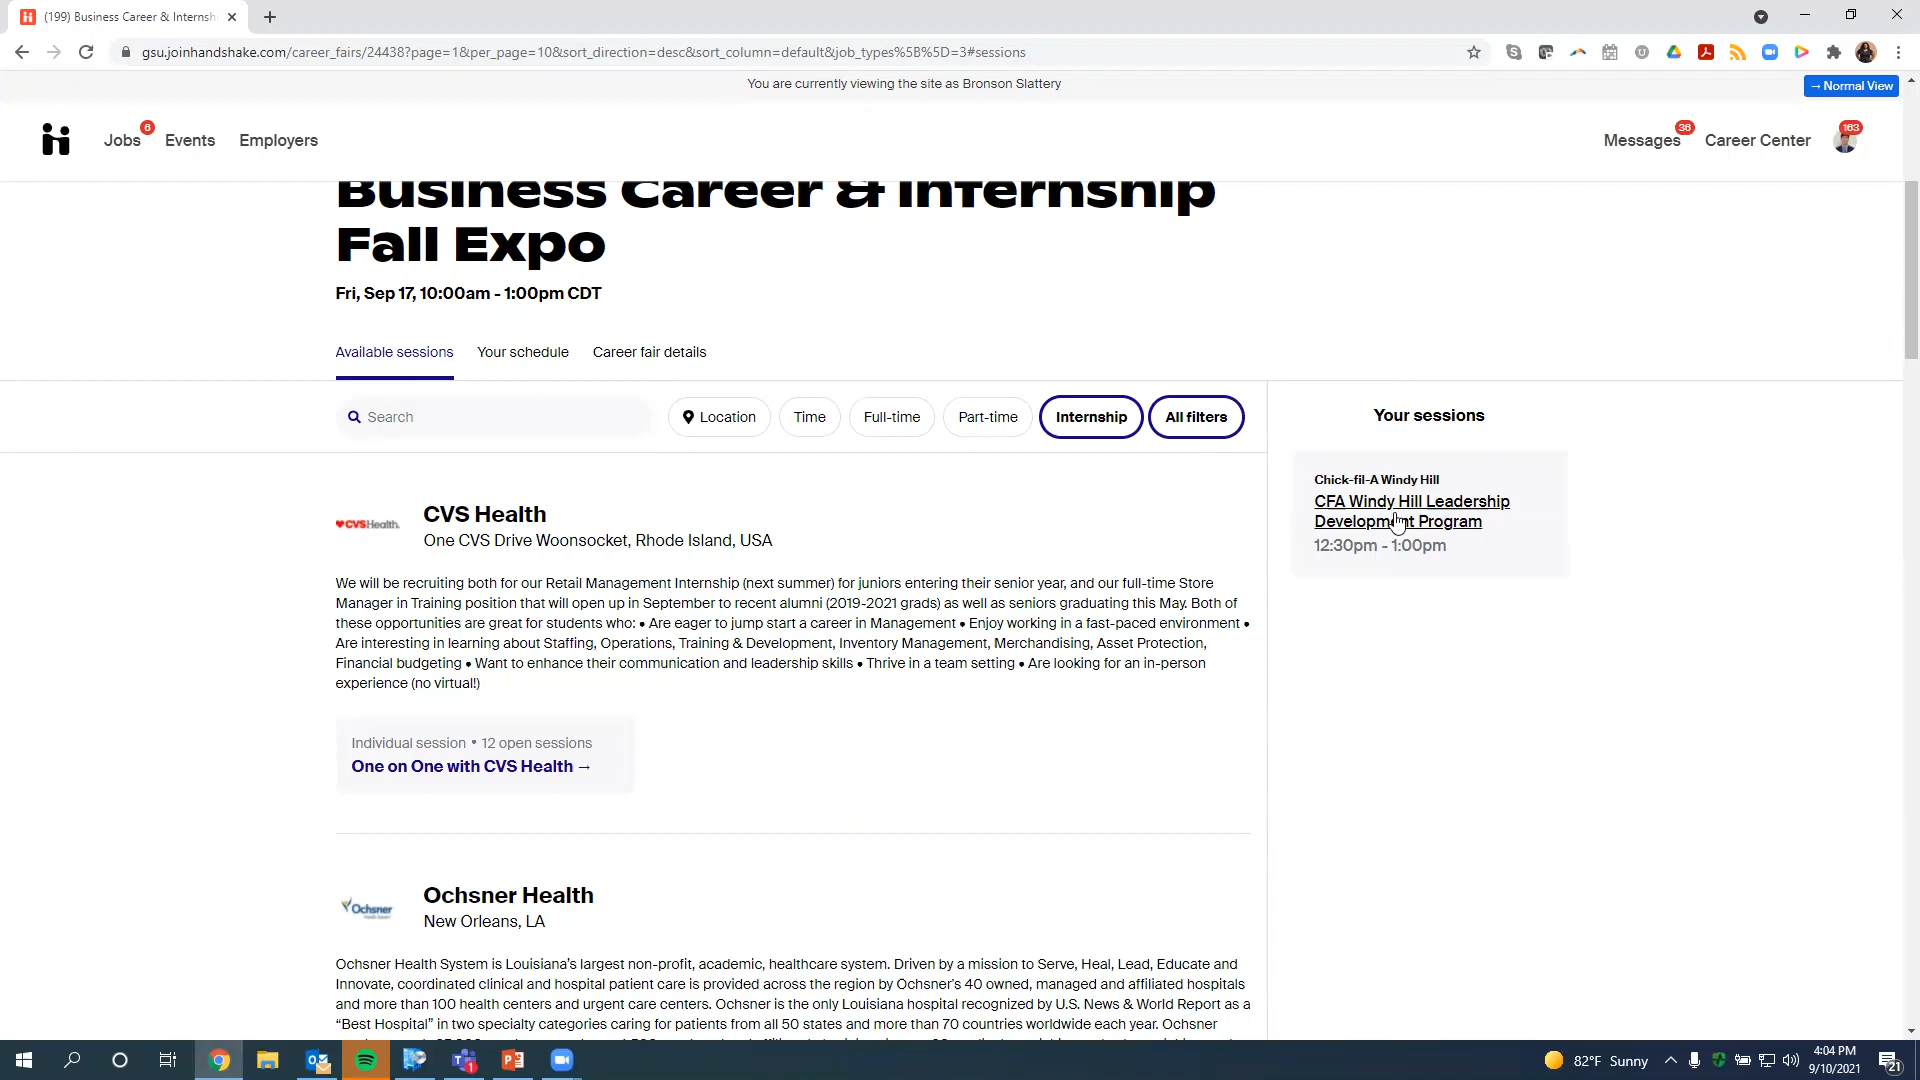 (199) Business Career & Internsh
gsu.joinhandshake.com/career_fairs/24438?page=1&per_page=10&sort_direction=desc&sort_column=default&job_types%5B%5D=3#sessions
You are currently viewing the site as Bronson Slattery
→ Normal View
Jobs
6
Events
Employers
Messages
36
Career Center
163
Business Career & Internship
Fall Expo
Fri, Sep 17, 10:00am - 1:00pm CDT
Available sessions
Your schedule
Career fair details
Search
Location
Time
Full-time
Part-time
Internship
All filters
Your sessions
Chick-fil-A Windy Hill
CFA Windy Hill Leadership
Development Program
12:30pm - 1:00pm
CVSHealth.
CVS Health
One CVS Drive Woonsocket, Rhode Island, USA
We will be recruiting both for our Retail Management Internship (next summer) for juniors entering their senior year, and our full-time Store
Manager in Training position that will open up in September to recent alumni (2019-2021 grads) as well as seniors graduating this May. Both of
these opportunities are great for students who: • Are eager to jump start a career in Management • Enjoy working in a fast-paced environment •
Are interesting in learning about Staffing, Operations, Training & Development, Inventory Management, Merchandising, Asset Protection,
Financial budgeting • Want to enhance their communication and leadership skills • Thrive in a team setting • Are looking for an in-person
experience (no virtual!)
Individual session • 12 open sessions
One on One with CVS Health →
Ochsner
Ochsner Health
New Orleans, LA
Ochsner Health System is Louisiana's largest non-profit, academic, healthcare system. Driven by a mission to Serve, Heal, Lead, Educate and
Innovate, coordinated clinical and hospital patient care is provided across the region by Ochsner's 40 owned, managed and affiliated hospitals
and more than 100 health centers and urgent care centers. Ochsner is the only Louisiana hospital recognized by U.S. News & World Report as a
“Best Hospital” in two specialty categories caring for patients from all 50 states and more than 70 countries worldwide each year. Ochsner
82°F Sunny
4:04 PM
9/10/2021
21